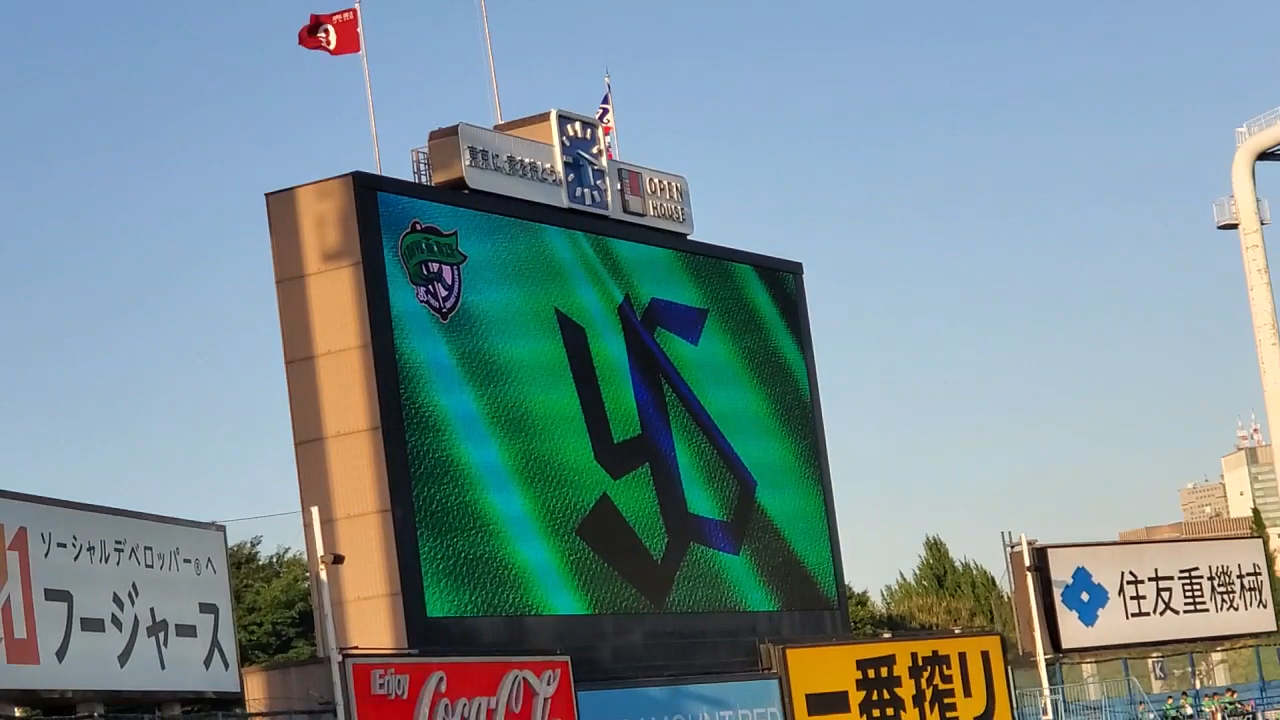 東京に、家を持とう。
OPEN
HOUSE
YS
ソーシャルデベロッパー®へ
フージャース
住友重機械
Enjoy
Coca-Co
一番搾り